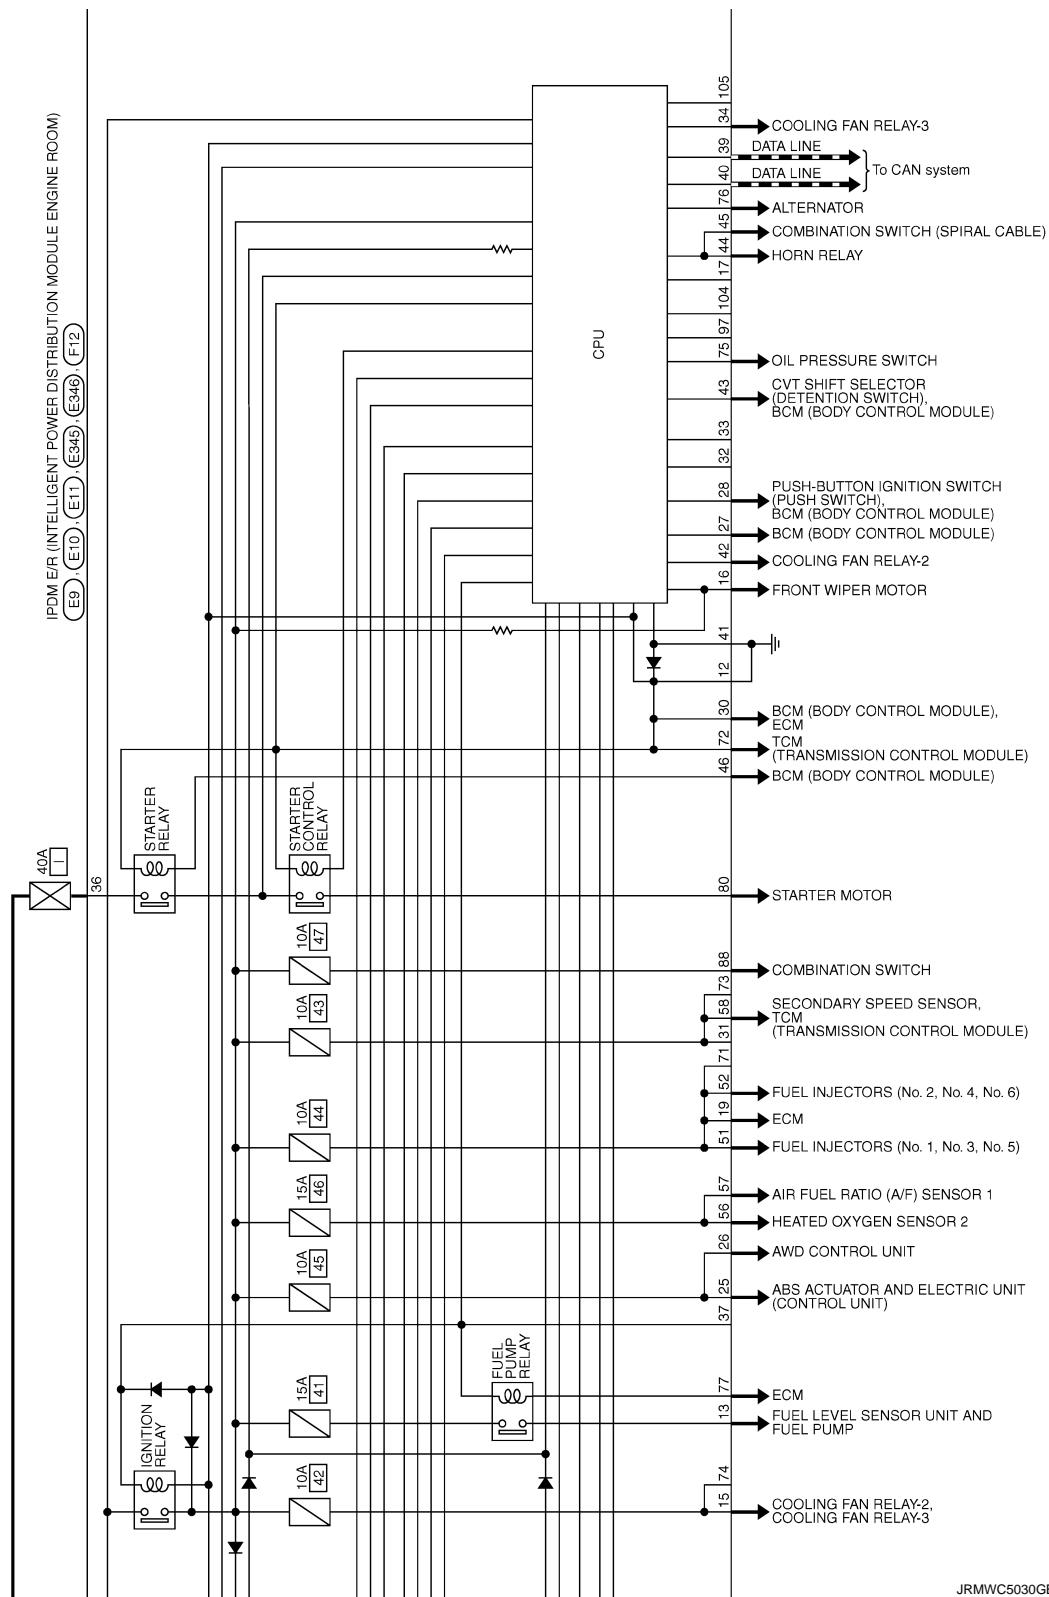 IPDM E/R (INTELLIGENT POWER DISTRIBUTION MODULE ENGINE ROOM)
E9 , E10 , E11 , E345 , E346 , F12
CPU
105
34
COOLING FAN RELAY-3
39
DATA LINE
40
DATA LINE
To CAN system
76
ALTERNATOR
45
COMBINATION SWITCH (SPIRAL CABLE)
44
HORN RELAY
17
104
97
75
OIL PRESSURE SWITCH
43
CVT SHIFT SELECTOR
(DETENTION SWITCH),
BCM (BODY CONTROL MODULE)
33
32
28
PUSH-BUTTON IGNITION SWITCH
(PUSH SWITCH),
BCM (BODY CONTROL MODULE)
27
BCM (BODY CONTROL MODULE)
42
COOLING FAN RELAY-2
16
FRONT WIPER MOTOR
41
12
30
BCM (BODY CONTROL MODULE),
ECM
72
TCM
(TRANSMISSION CONTROL MODULE)
46
BCM (BODY CONTROL MODULE)
STARTER
RELAY
STARTER
CONTROL
RELAY
40A
I
36
80
STARTER MOTOR
10A
47
88
COMBINATION SWITCH
10A
43
73
58
31
SECONDARY SPEED SENSOR,
TCM
(TRANSMISSION CONTROL MODULE)
71
52
FUEL INJECTORS (No. 2, No. 4, No. 6)
19
ECM
10A
44
51
FUEL INJECTORS (No. 1, No. 3, No. 5)
15A
46
57
AIR FUEL RATIO (A/F) SENSOR 1
56
HEATED OXYGEN SENSOR 2
26
AWD CONTROL UNIT
10A
45
25
ABS ACTUATOR AND ELECTRIC UNIT
(CONTROL UNIT)
37
FUEL
PUMP
RELAY
15A
41
77
ECM
13
FUEL LEVEL SENSOR UNIT AND
FUEL PUMP
IGNITION
RELAY
10A
42
74
15
COOLING FAN RELAY-2,
COOLING FAN RELAY-3